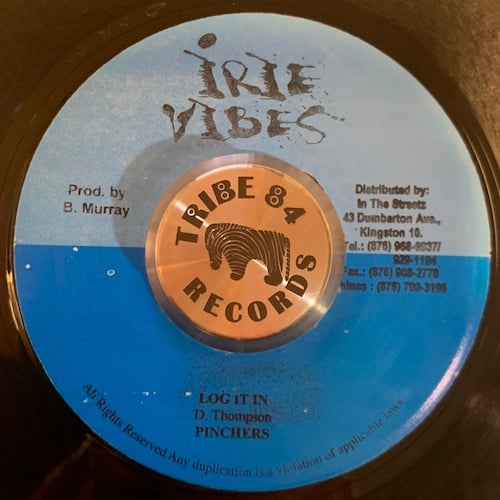 IRIE
VIBES
Prod. by
B. Murray
Distributed by:
In The Streetz
43 Dumbarton Ave.,
Kingston 10.
Tel.: (876) 968-8637/
929-1194
Fax.: (876) 908-2778
TRIBE 84
RECORDS
LOG IT IN
D. Thompson
PINCHERS
All Rights Reserved Any duplication is a violation of applicable laws